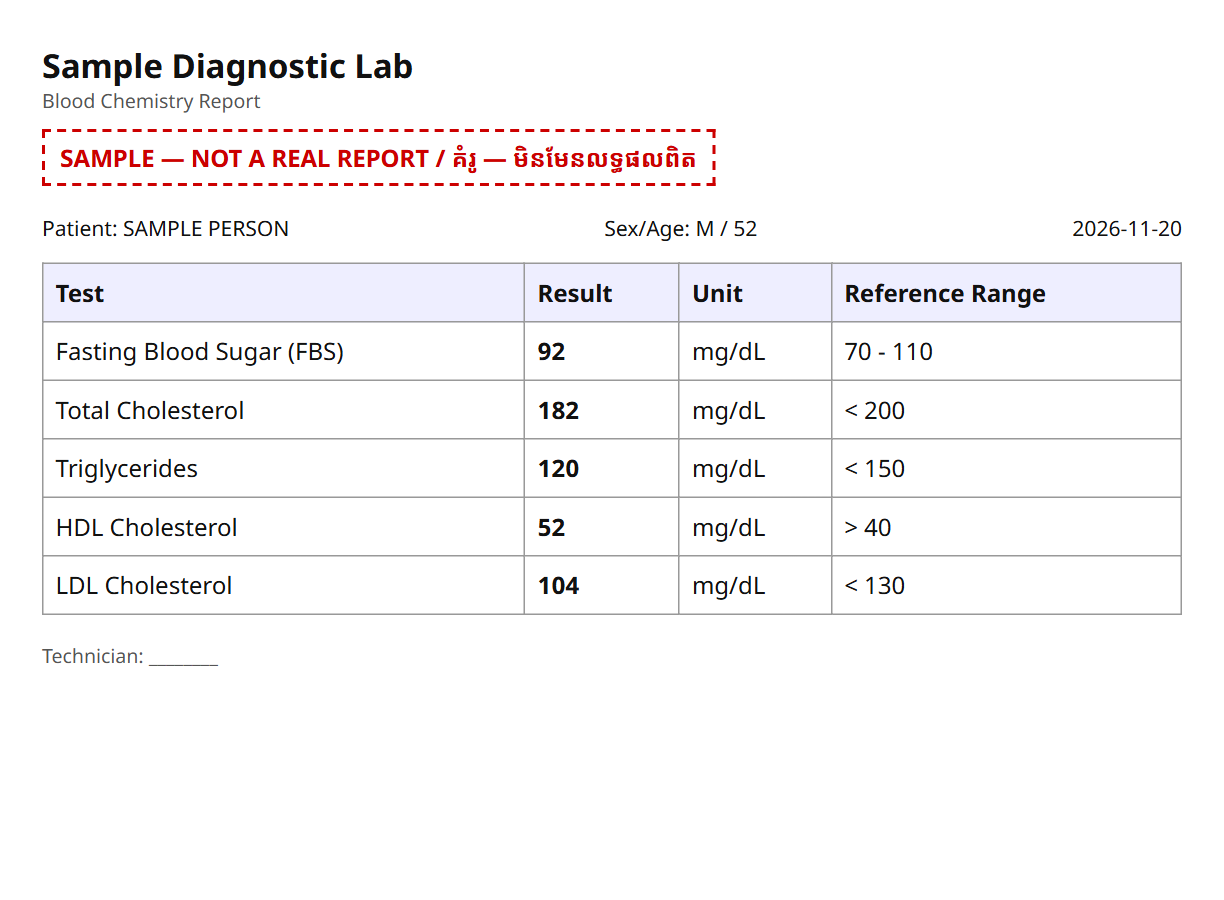 Sample Diagnostic Lab
Blood Chemistry Report
SAMPLE — NOT A REAL REPORT / គំរូ — មិនមែនលទ្ធផលពិត
Patient: SAMPLE PERSON Sex/Age: M / 52 2026-11-20
Test Result Unit Reference Range
Fasting Blood Sugar (FBS) 92 mg/dL 70 - 110
Total Cholesterol 182 mg/dL < 200
Triglycerides 120 mg/dL < 150
HDL Cholesterol 52 mg/dL > 40
LDL Cholesterol 104 mg/dL < 130
Technician: ________